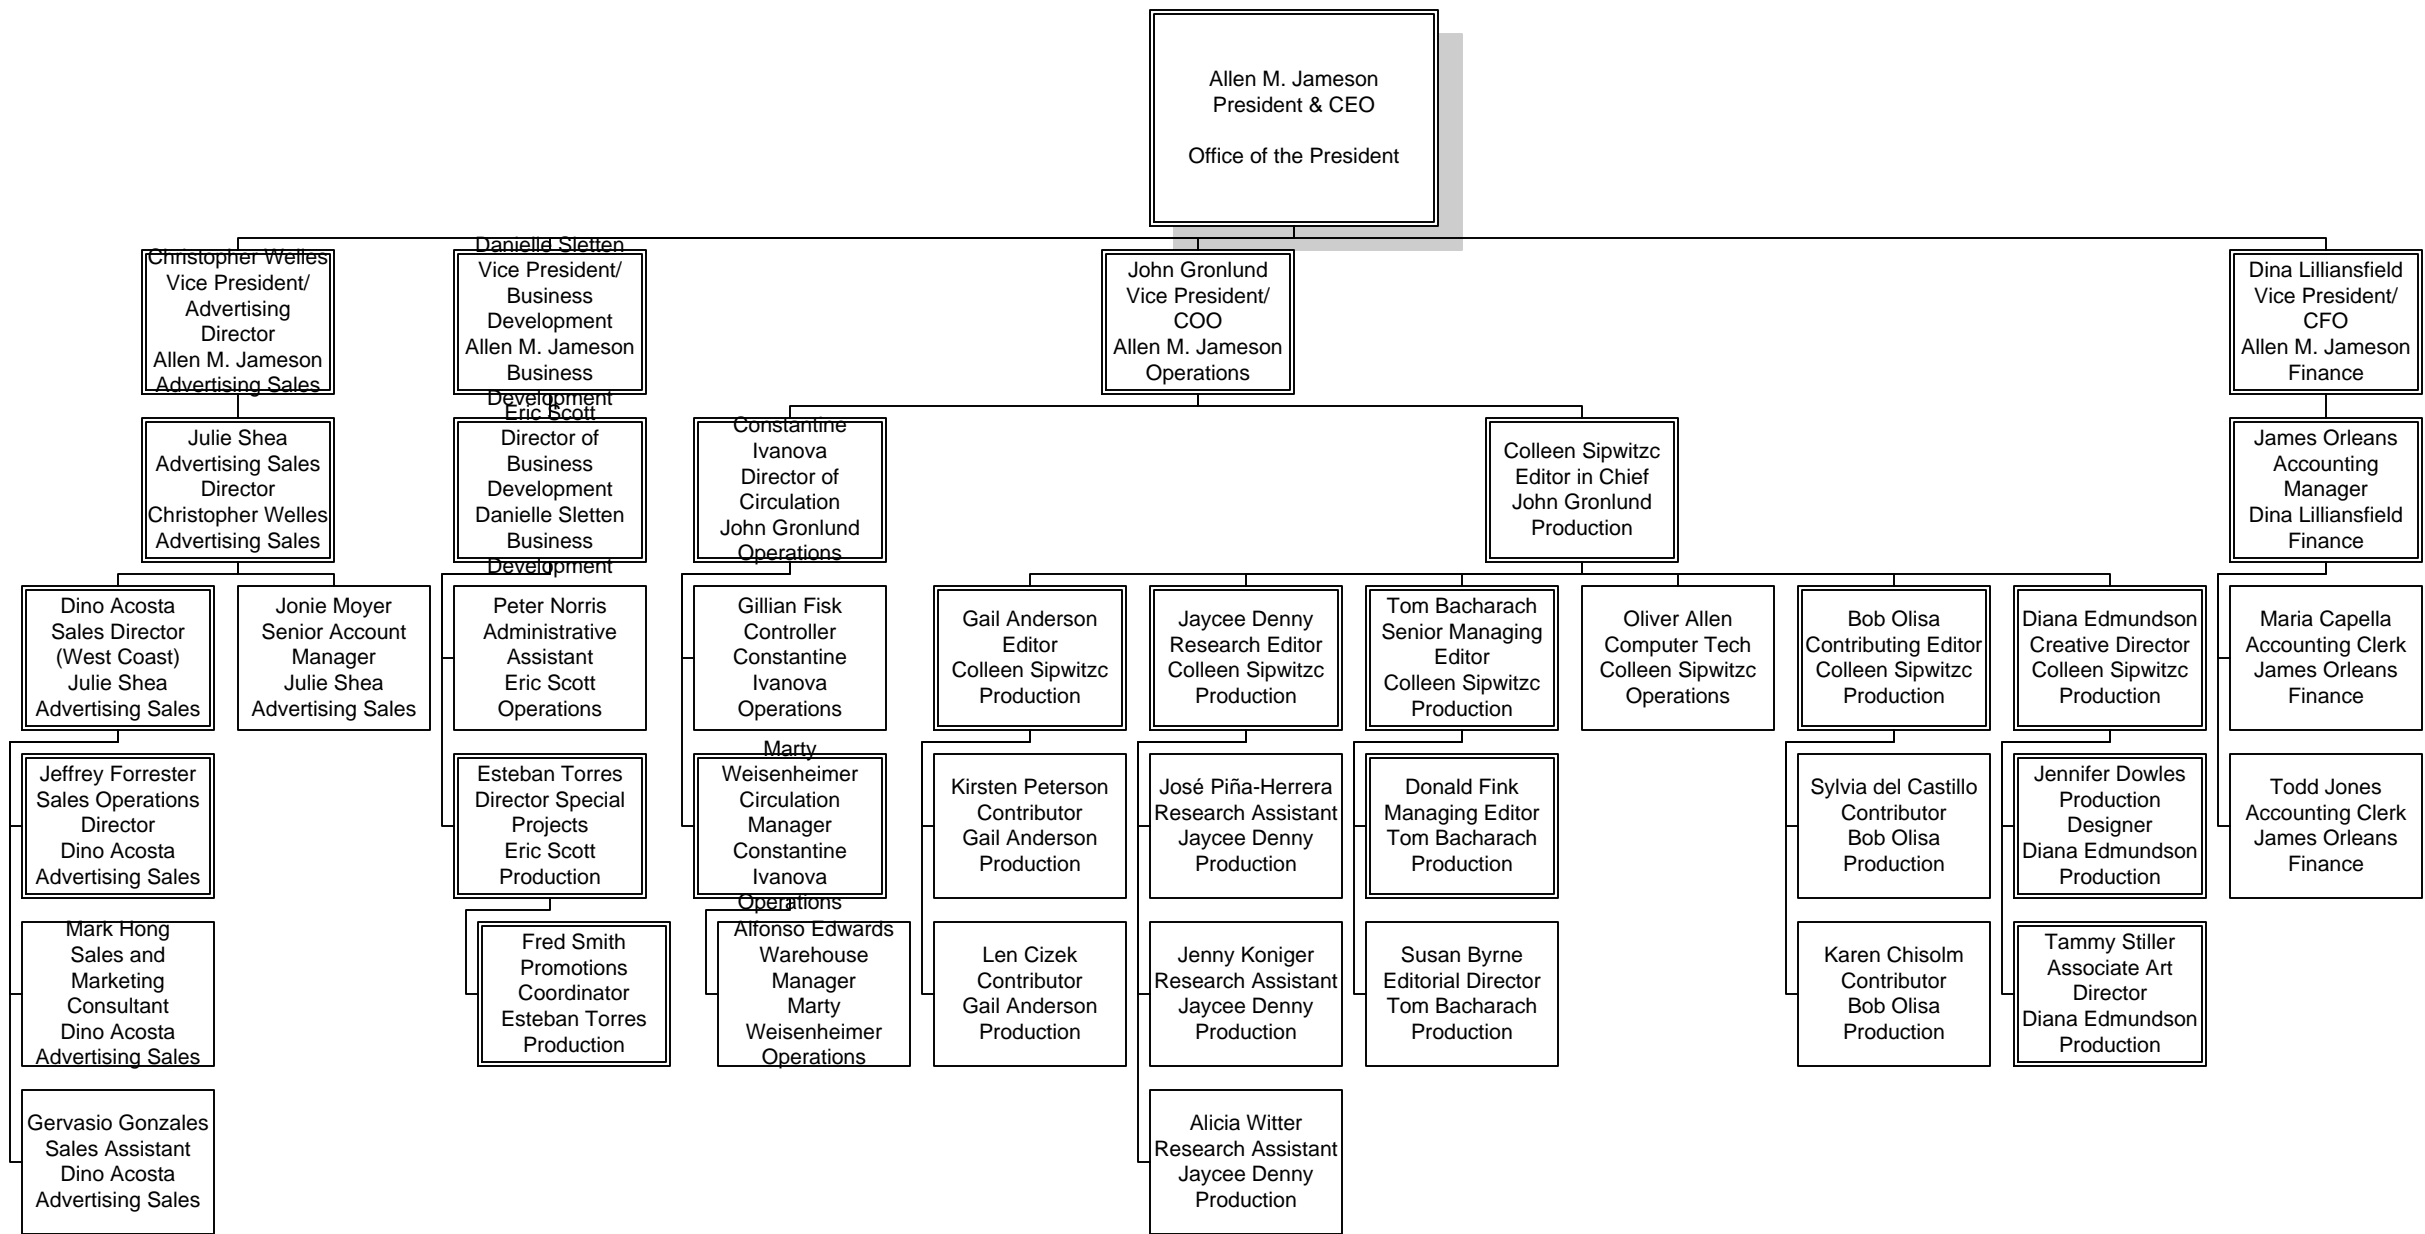 Allen M. Jameson
President & CEO
Office of the President
Christopher Welles
Vice President/
Advertising
Director
Allen M. Jameson
Advertising Sales
Danielle Sletten
Vice President/
Business
Development
Allen M. Jameson
Business
Development
John Gronlund
Vice President/
COO
Allen M. Jameson
Operations
Dina Lilliansfield
Vice President/
CFO
Allen M. Jameson
Finance
Julie Shea
Advertising Sales
Director
Christopher Welles
Advertising Sales
Eric Scott
Director of
Business
Development
Danielle Sletten
Business
Development
Constantine
Ivanova
Director of
Circulation
John Gronlund
Operations
Colleen Sipwitzc
Editor in Chief
John Gronlund
Production
James Orleans
Accounting
Manager
Dina Lilliansfield
Finance
Dino Acosta
Sales Director
(West Coast)
Julie Shea
Advertising Sales
Jonie Moyer
Senior Account
Manager
Julie Shea
Advertising Sales
Peter Norris
Administrative
Assistant
Eric Scott
Operations
Gillian Fisk
Controller
Constantine
Ivanova
Operations
Gail Anderson
Editor
Colleen Sipwitzc
Production
Jaycee Denny
Research Editor
Colleen Sipwitzc
Production
Tom Bacharach
Senior Managing
Editor
Colleen Sipwitzc
Production
Oliver Allen
Computer Tech
Colleen Sipwitzc
Operations
Bob Olisa
Contributing Editor
Colleen Sipwitzc
Production
Diana Edmundson
Creative Director
Colleen Sipwitzc
Production
Maria Capella
Accounting Clerk
James Orleans
Finance
Jeffrey Forrester
Sales Operations
Director
Dino Acosta
Advertising Sales
Esteban Torres
Director Special
Projects
Eric Scott
Production
Marty
Weisenheimer
Circulation
Manager
Constantine
Ivanova
Operations
Kirsten Peterson
Contributor
Gail Anderson
Production
José Piña-Herrera
Research Assistant
Jaycee Denny
Production
Donald Fink
Managing Editor
Tom Bacharach
Production
Sylvia del Castillo
Contributor
Bob Olisa
Production
Jennifer Dowles
Production
Designer
Diana Edmundson
Production
Todd Jones
Accounting Clerk
James Orleans
Finance
Mark Hong
Sales and
Marketing
Consultant
Dino Acosta
Advertising Sales
Fred Smith
Promotions
Coordinator
Esteban Torres
Production
Alfonso Edwards
Warehouse
Manager
Marty
Weisenheimer
Operations
Len Cizek
Contributor
Gail Anderson
Production
Jenny Koniger
Research Assistant
Jaycee Denny
Production
Susan Byrne
Editorial Director
Tom Bacharach
Production
Karen Chisolm
Contributor
Bob Olisa
Production
Tammy Stiller
Associate Art
Director
Diana Edmundson
Production
Gervasio Gonzales
Sales Assistant
Dino Acosta
Advertising Sales
Alicia Witter
Research Assistant
Jaycee Denny
Production